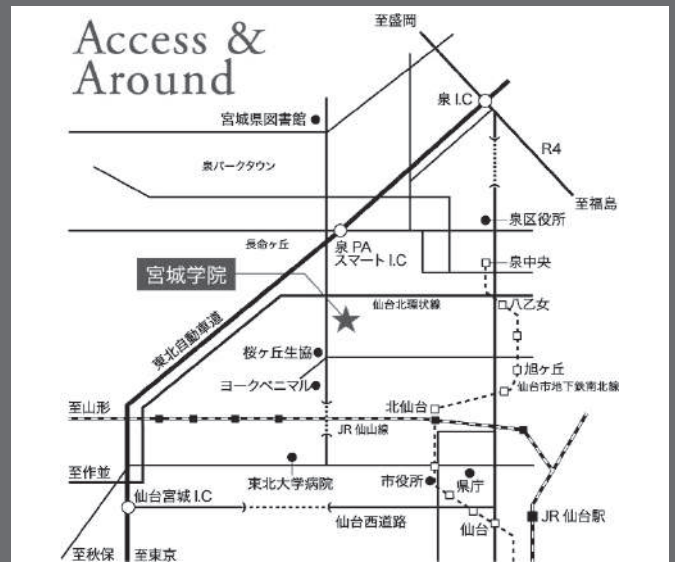 Access &
Around
至盛岡
泉 I.C
宮城県図書館
R4
泉パークタウン
至福島
泉区役所
長命ヶ丘
泉 PA
スマート I.C
泉中央
宮城学院
仙台北環状線
八乙女
東北自動車道
桜ヶ丘生協
旭ヶ丘
ヨークベニマル
仙台市地下鉄南北線
至山形
北仙台
JR 仙山線
至作並
東北大学病院
市役所
県庁
仙台宮城 I.C
仙台西道路
仙台
JR 仙台駅
至秋保
至東京